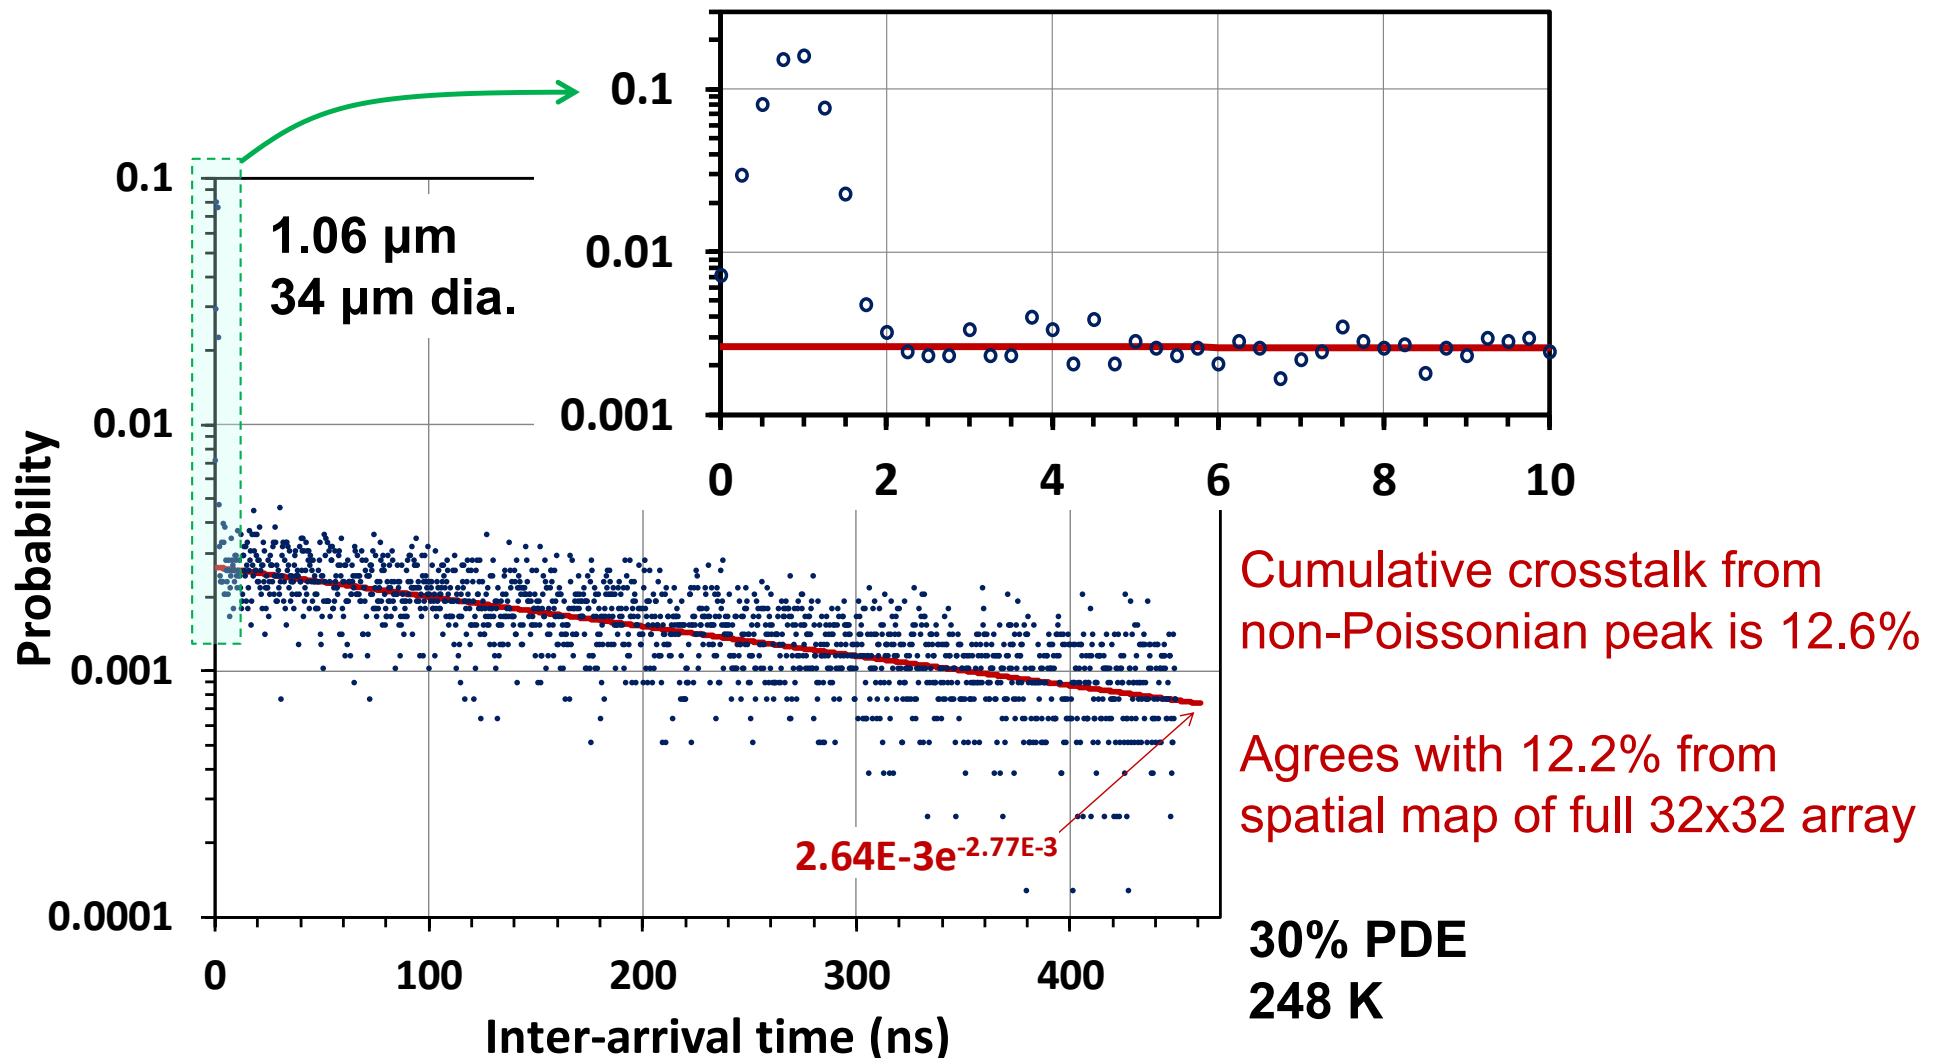 0.1
0.01
0.001
0 2 4 6 8 10
0.1
0.01
0.001
0.0001
1.06 µm
34 µm dia.
Probability
2.64E-3e-2.77E-3
0 100 200 300 400
Inter-arrival time (ns)
Cumulative crosstalk from
non-Poissonian peak is 12.6%
Agrees with 12.2% from
spatial map of full 32x32 array
30% PDE
248 K